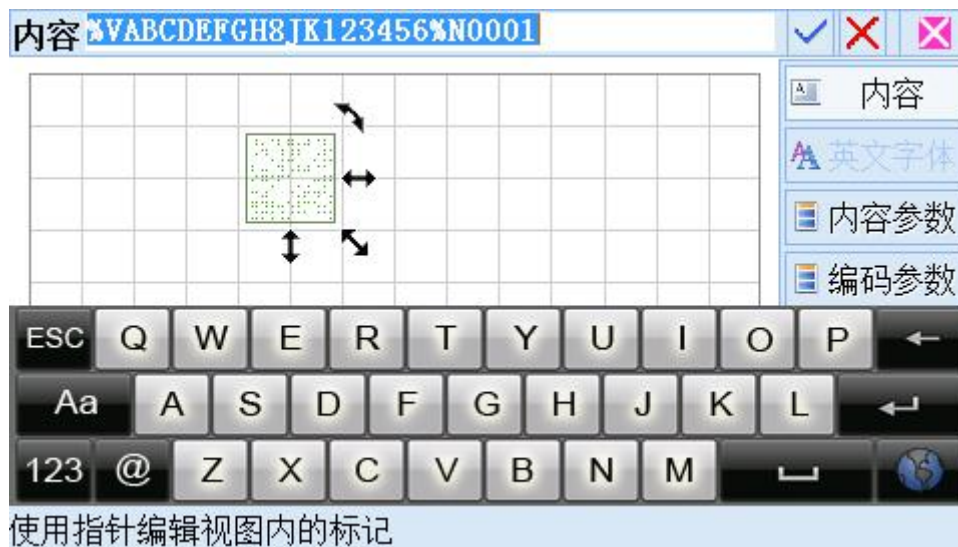 内容 %VABCDEFGH8JK123456%N0001
内容
英文字体
内容参数
编码参数
ESC Q W E R T Y U I O P
Aa A S D F G H J K L
123 @ Z X C V B N M
使用指针编辑视图内的标记